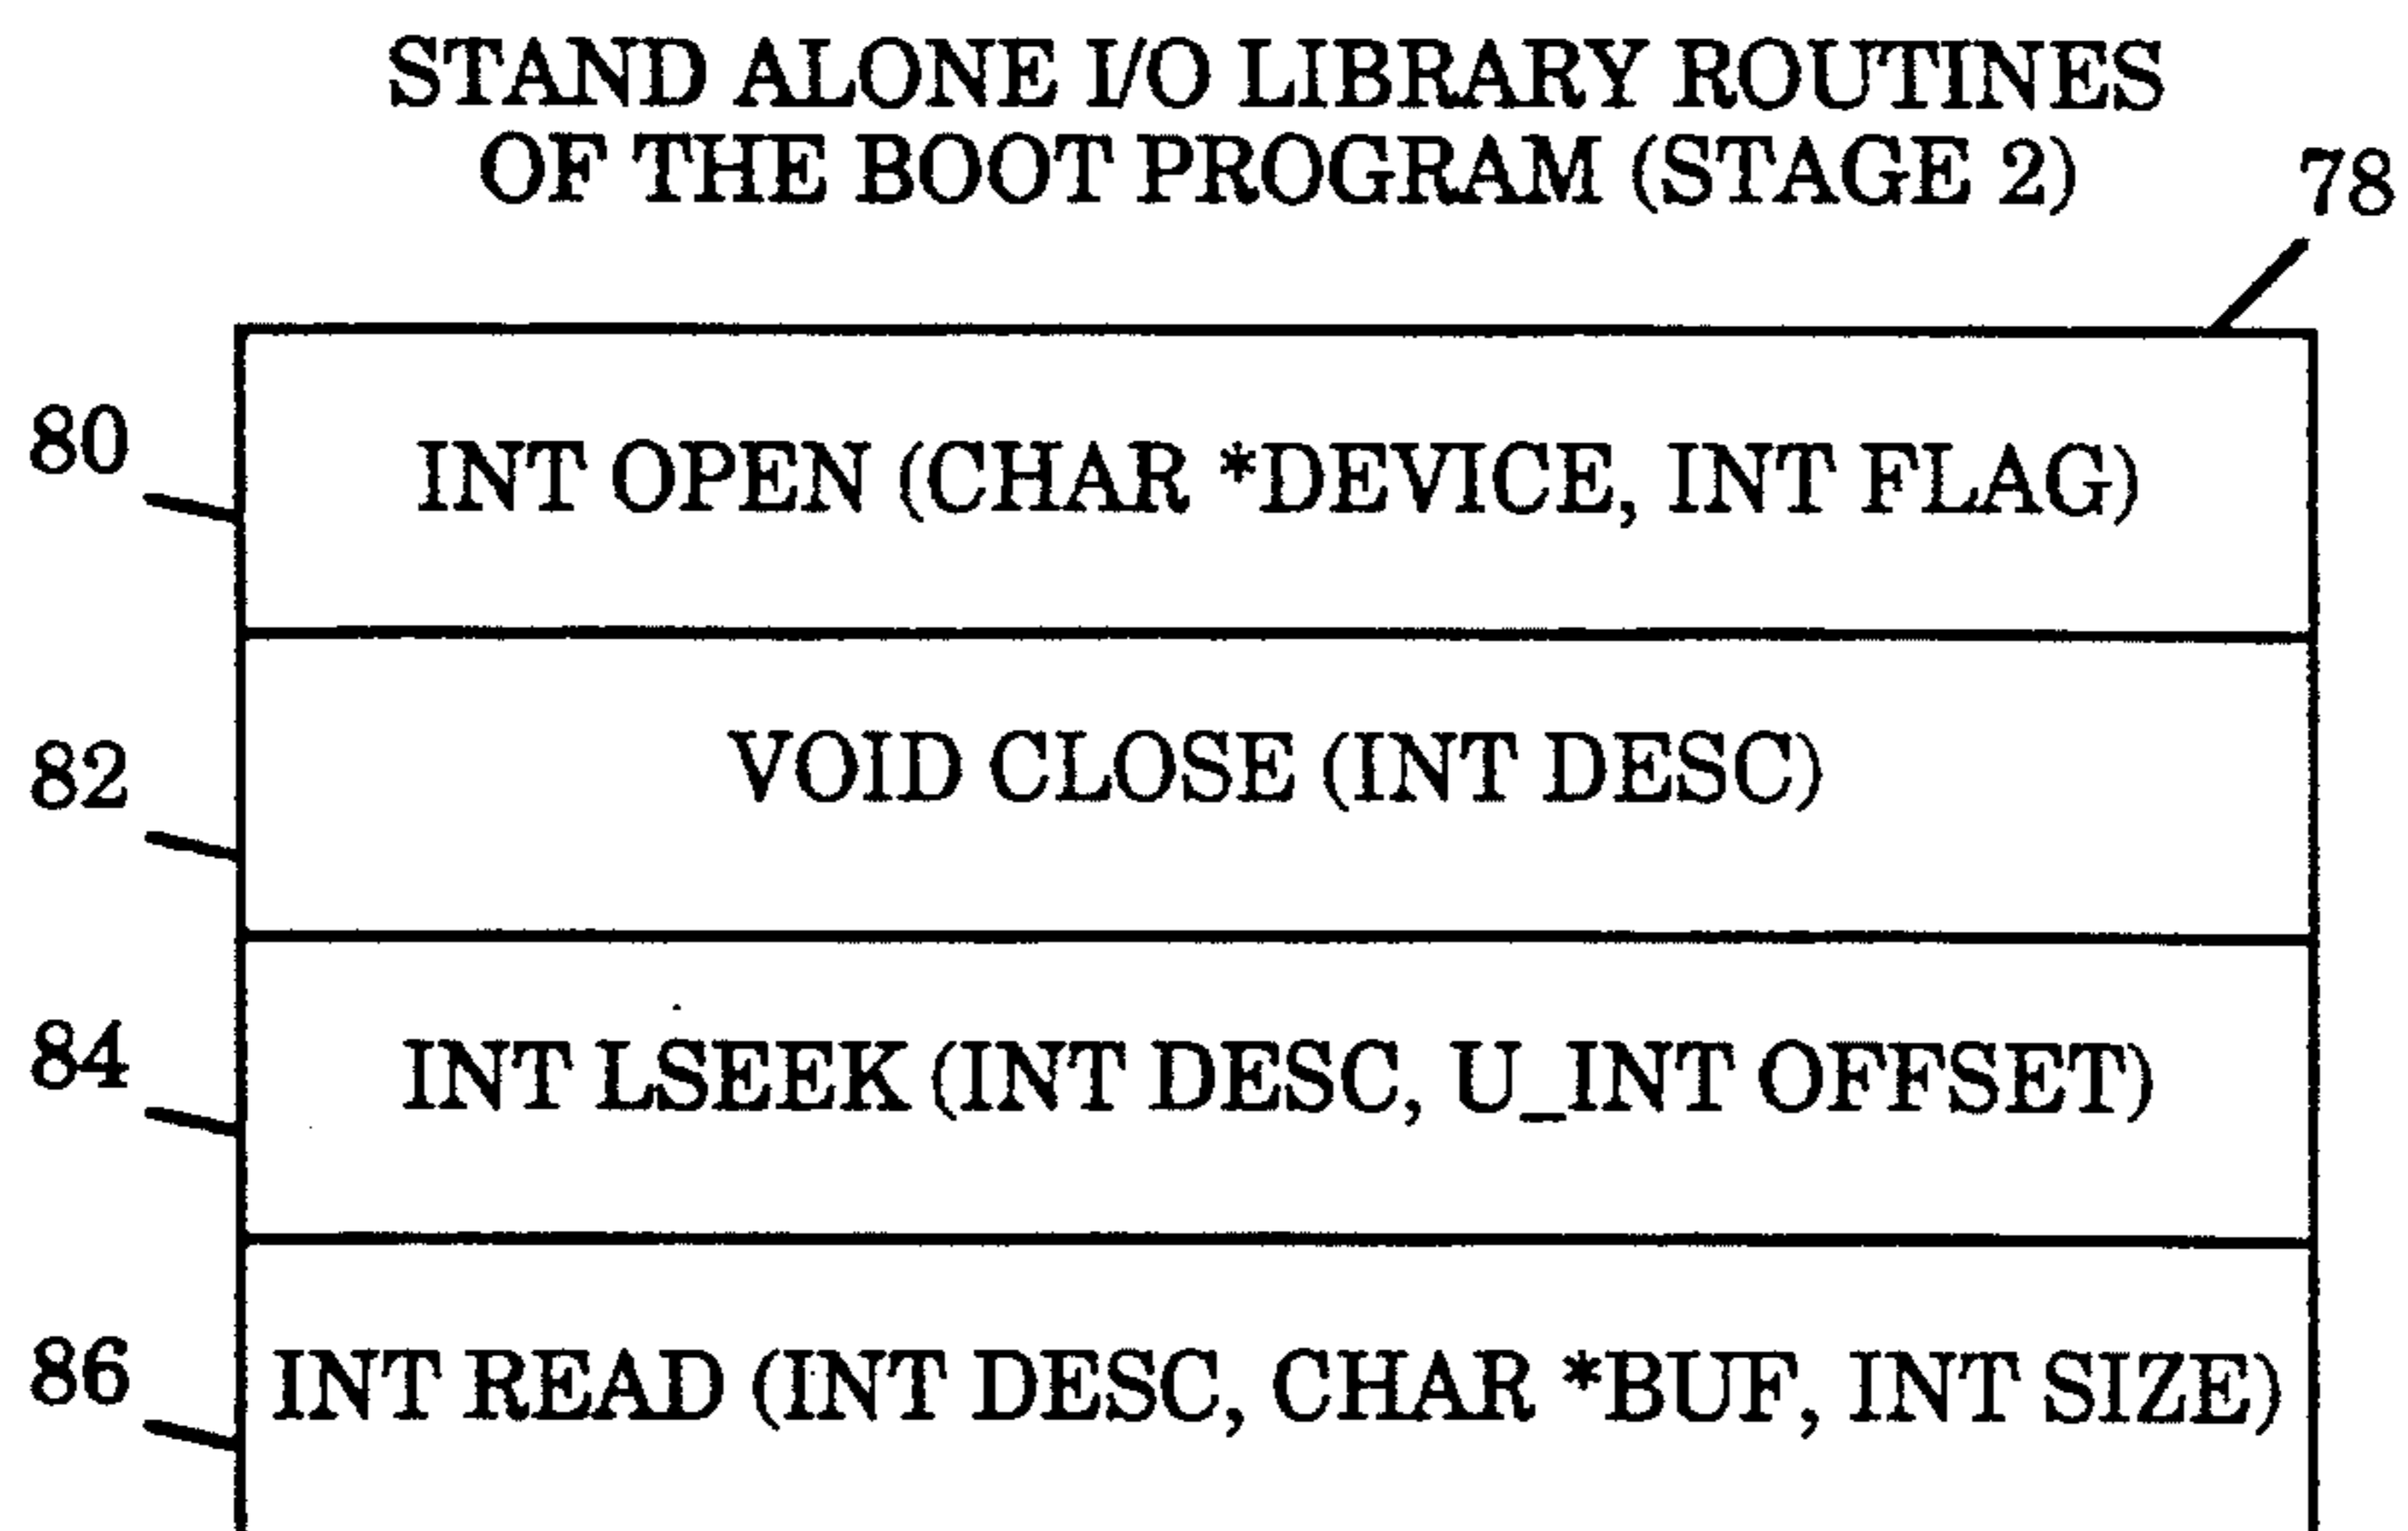 STAND ALONE I/O LIBRARY ROUTINES
OF THE BOOT PROGRAM (STAGE 2)
78
80
INT OPEN (CHAR *DEVICE, INT FLAG)
82
VOID CLOSE (INT DESC)
84
INT LSEEK (INT DESC, U_INT OFFSET)
86
INT READ (INT DESC, CHAR *BUF, INT SIZE)